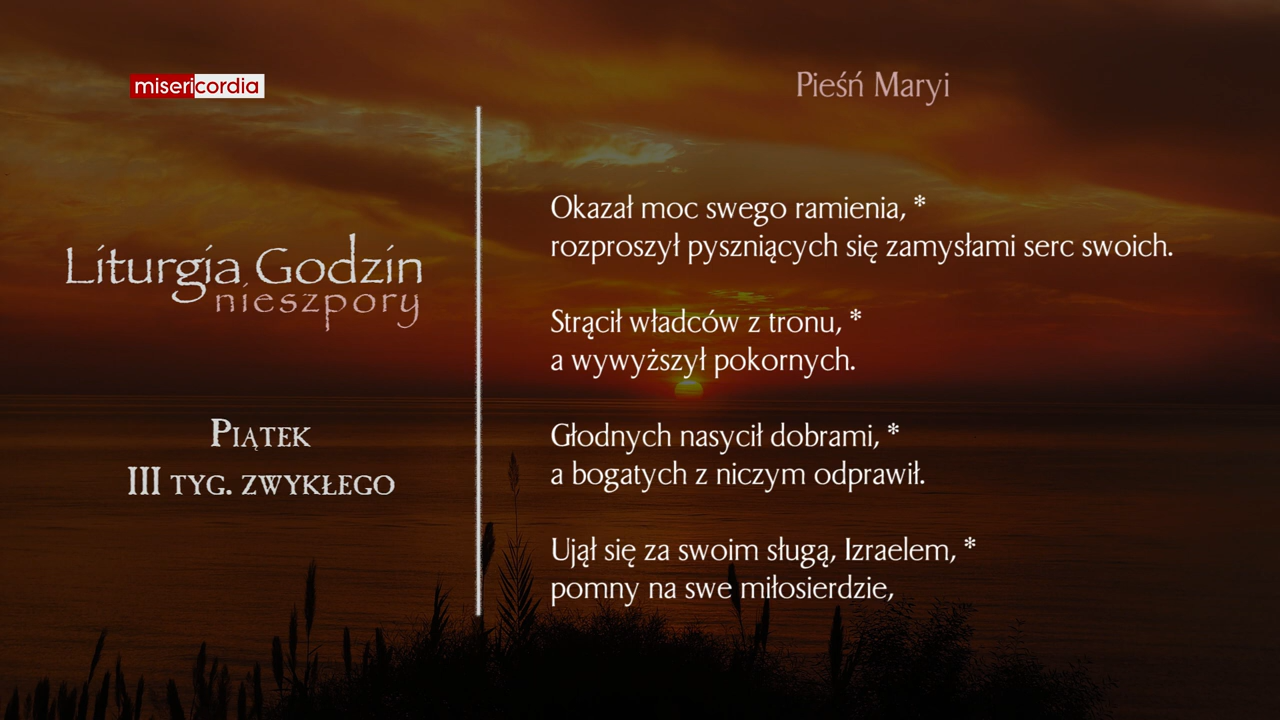 misericordia
Liturgia Godzin
nieszpory
Piątek
III tyg. zwykłego
Pieśń Maryi
Okazał moc swego ramienia, *
rozproszył pyszniących się zamysłami serc swoich.
Strącił władców z tronu, *
a wywyższył pokornych.
Głodnych nasycił dobrami, *
a bogatych z niczym odprawił.
Ujął się za swoim sługą, Izraelem, *
pomny na swe miłosierdzie,